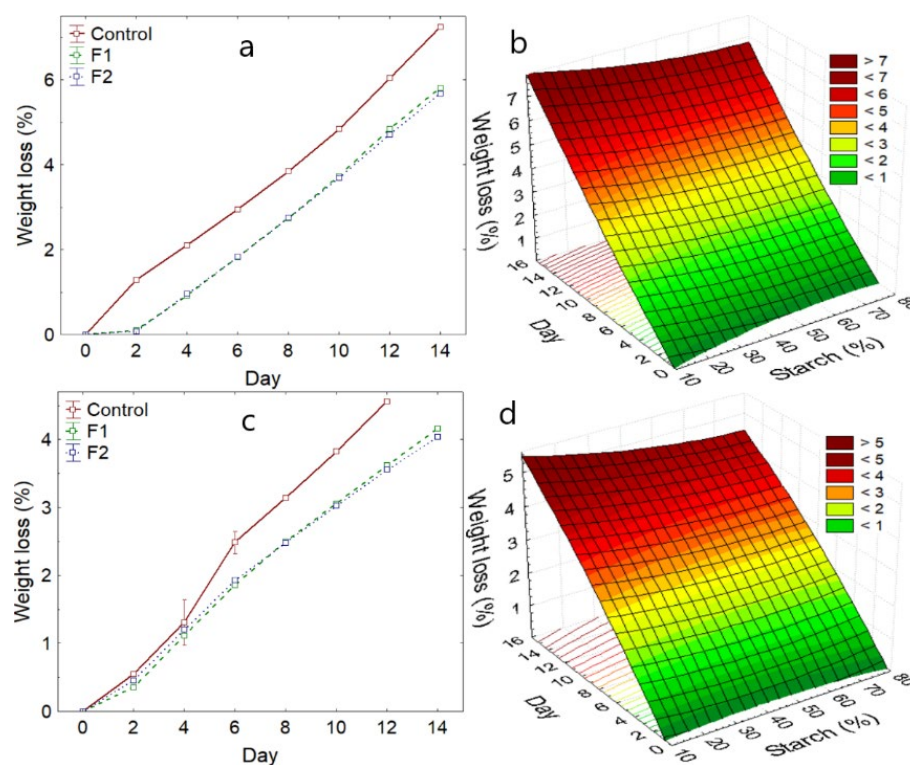 a
Control
F1
F2
Weight loss (%)
6
4
2
0
0 2 4 6 8 10 12 14
Day
b
> 7
< 7
< 6
< 5
< 4
< 3
< 2
< 1
Weight loss (%)
7
6
5
4
3
2
1
16
14
12
10
8
6
4
2
0
Day
10 20 30 40 50 60 70 80
Starch (%)
c
Control
F1
F2
Weight loss (%)
4
3
2
1
0
0 2 4 6 8 10 12 14
Day
d
> 5
< 5
< 4
< 3
< 2
< 1
Weight loss (%)
5
4
3
2
1
16
14
12
10
8
6
4
2
0
Day
10 20 30 40 50 60 70 80
Starch (%)